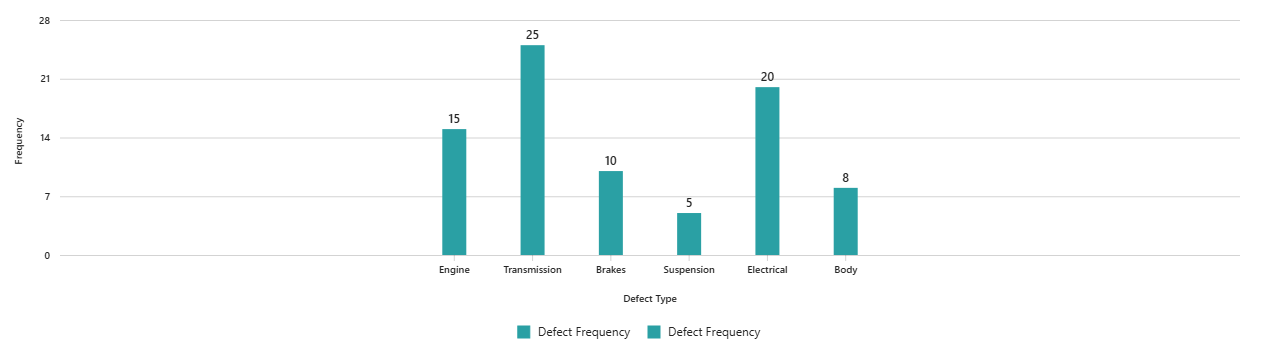 28
25
21
20
15
14
10
8
7
5
0
Frequency
Engine Transmission Brakes Suspension Electrical Body
Defect Type
Defect Frequency Defect Frequency